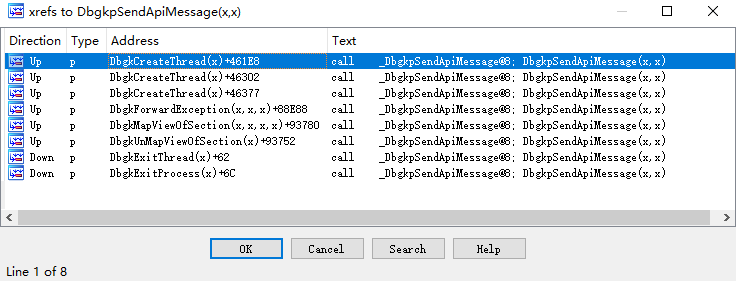 xrefs to DbgkpSendApiMessage(x,x)
Direction Type Address Text
Up p DbgkCreateThread(x)+461E8 call _DbgkpSendApiMessage@8; DbgkpSendApiMessage(x,x)
Up p DbgkCreateThread(x)+46302 call _DbgkpSendApiMessage@8; DbgkpSendApiMessage(x,x)
Up p DbgkCreateThread(x)+46377 call _DbgkpSendApiMessage@8; DbgkpSendApiMessage(x,x)
Up p DbgkForwardException(x,x,x)+88E88 call _DbgkpSendApiMessage@8; DbgkpSendApiMessage(x,x)
Up p DbgkMapViewOfSection(x,x,x,x)+93780 call _DbgkpSendApiMessage@8; DbgkpSendApiMessage(x,x)
Up p DbgkUnMapViewOfSection(x)+93752 call _DbgkpSendApiMessage@8; DbgkpSendApiMessage(x,x)
Down p DbgkExitThread(x)+62 call _DbgkpSendApiMessage@8; DbgkpSendApiMessage(x,x)
Down p DbgkExitProcess(x)+6C call _DbgkpSendApiMessage@8; DbgkpSendApiMessage(x,x)
OK Cancel Search Help
Line 1 of 8